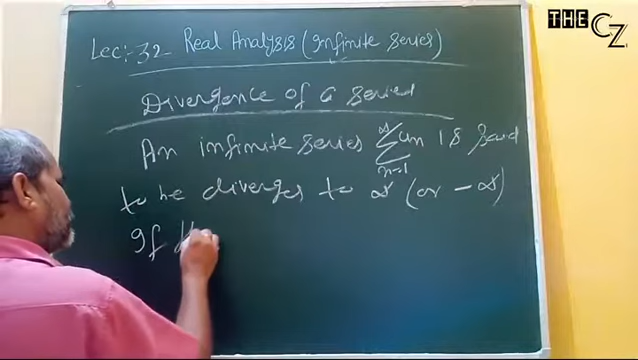 THE CZ
Lec:- 32 Real Analysis (Infinite Series)
Divergence of a series
An infinite series ∞∑n=1 un is said
to be diverges to ∞ (or - ∞)
If